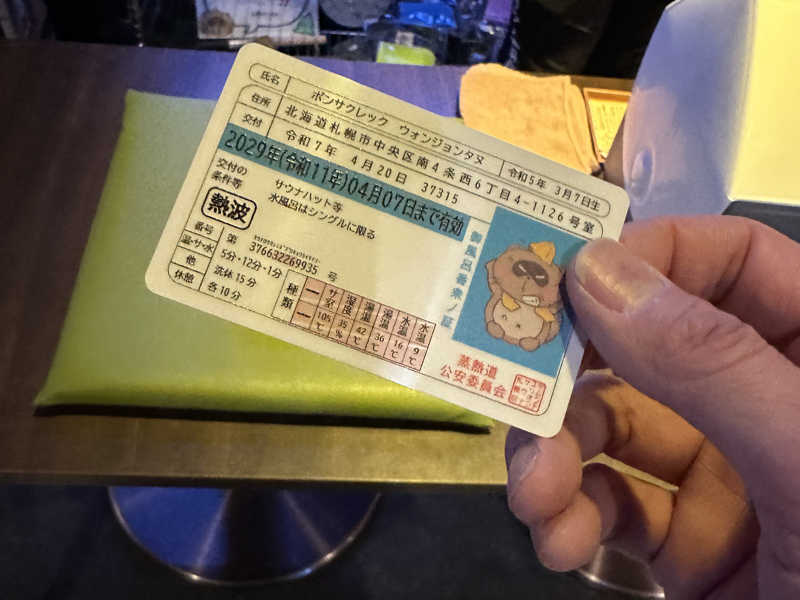 氏名 ポンサクレック ウォンジョンタヌ 令和5年 3月7日生
住所 北海道札幌市中央区南4条西6丁目4-1126号室
交付 令和7年 4月20日 37315
2029年(令和11年)04月07日まで有効
交付の条件等
サウナハット等
水風呂はシングルに限る
熱波
番号 第 376632269935 号
温・サ・水 5分・12分・1分
他 洗体15分
休憩 各10分
種類
サ室 105℃
湿度 35%
湯温 42℃
湯温 36℃
水温 16℃
水温 9℃
蒸熱道
公安委員会